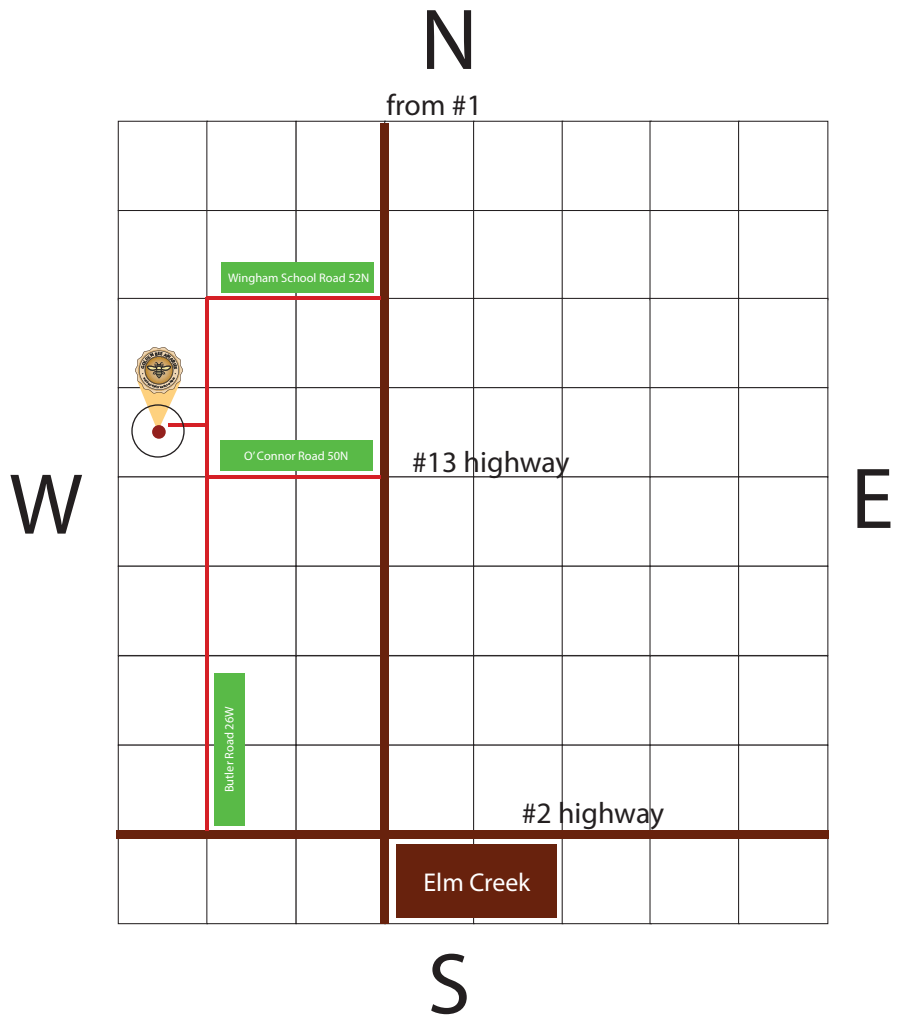 N
from #1
Wingham School Road 52N
O’Connor Road 50N
#13 highway
W
E
Butler Road 26W
#2 highway
Elm Creek
S